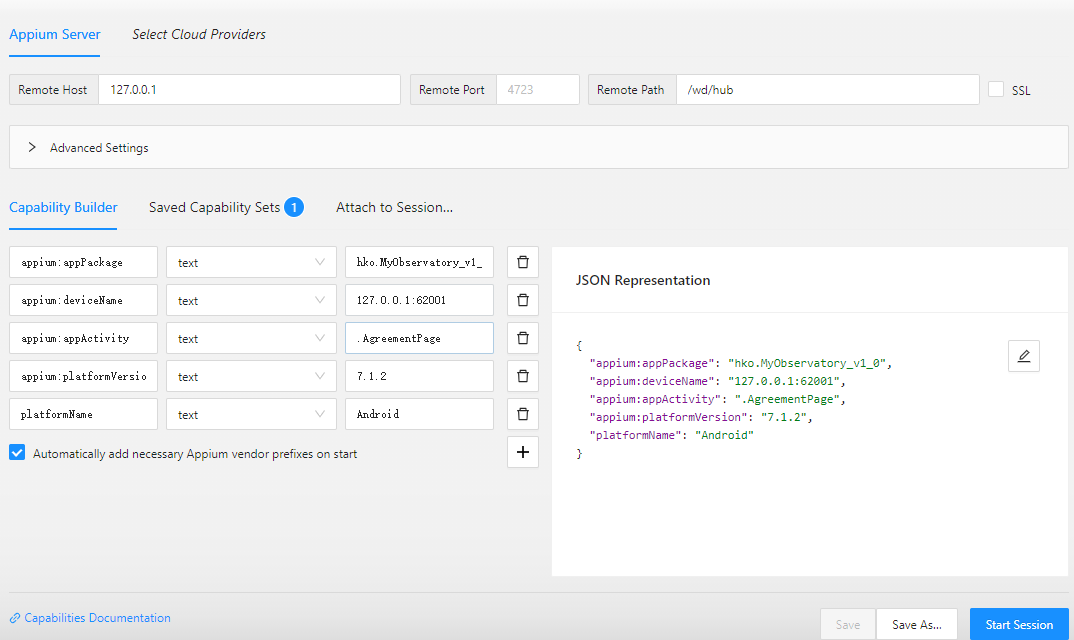 Appium Server Select Cloud Providers
Remote Host 127.0.0.1 Remote Port 4723 Remote Path /wd/hub SSL
Advanced Settings
Capability Builder Saved Capability Sets 1 Attach to Session...
appium:appPackage text hko.MyObservatory_v1_
appium:deviceName text 127.0.0.1:62001
appium:appActivity text .AgreementPage
appium:platformVersio text 7.1.2
platformName text Android
Automatically add necessary Appium vendor prefixes on start
JSON Representation
{
"appium:appPackage": "hko.MyObservatory_v1_0",
"appium:deviceName": "127.0.0.1:62001",
"appium:appActivity": ".AgreementPage",
"appium:platformVersion": "7.1.2",
"platformName": "Android"
}
Capabilities Documentation Save Save As... Start Session